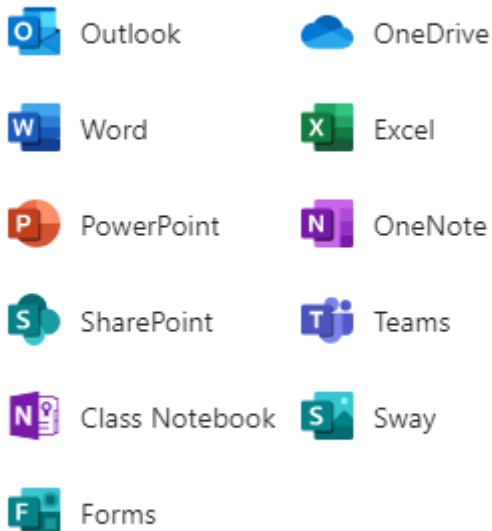 O Outlook OneDrive
W Word X Excel
P PowerPoint N OneNote
S SharePoint T Teams
N Class Notebook S Sway
F Forms